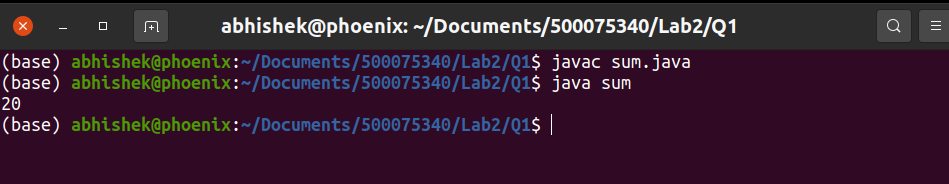 abhishek@phoenix: ~/Documents/500075340/Lab2/Q1
(base) abhishek@phoenix:~/Documents/500075340/Lab2/Q1$ javac sum.java
(base) abhishek@phoenix:~/Documents/500075340/Lab2/Q1$ java sum
20
(base) abhishek@phoenix:~/Documents/500075340/Lab2/Q1$